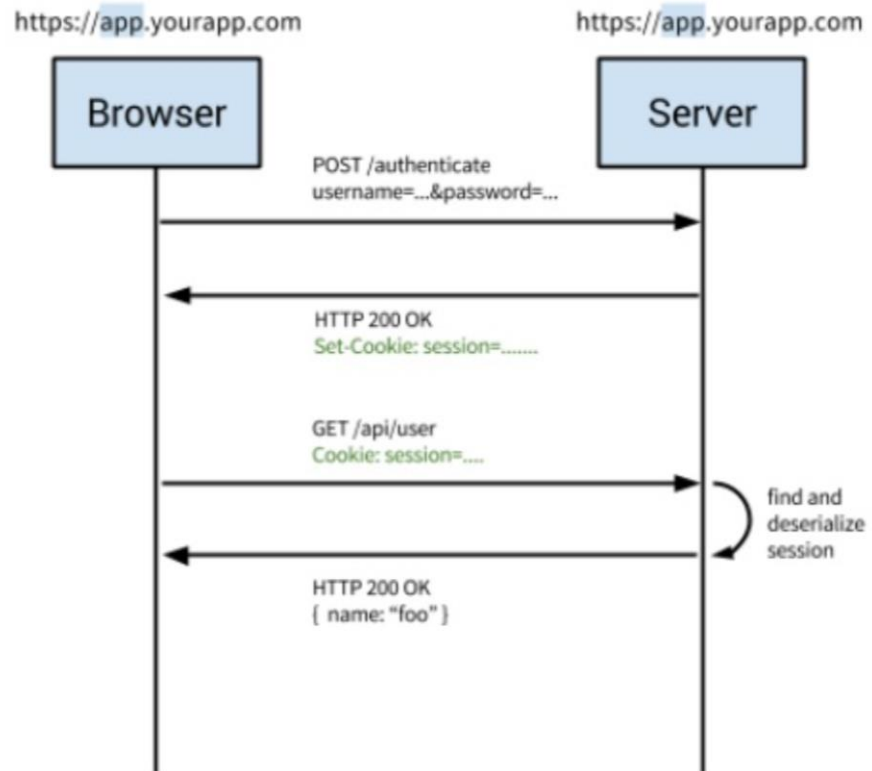 https://app.yourapp.com
https://app.yourapp.com
Browser
Server
POST /authenticate
username=...&password=...
HTTP 200 OK
Set-Cookie: session=.......
GET /api/user
Cookie: session=....
find and
deserialize
session
HTTP 200 OK
{ name: “foo” }